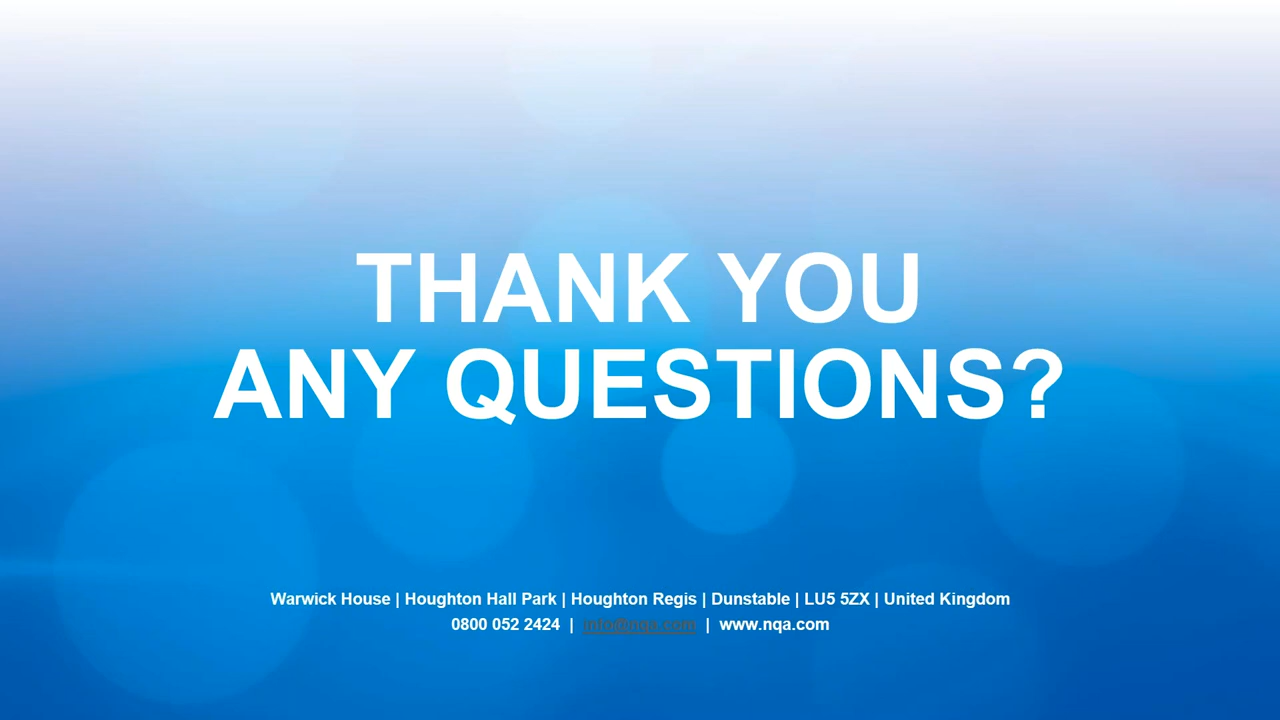 THANK YOU
ANY QUESTIONS?
Warwick House | Houghton Hall Park | Houghton Regis | Dunstable | LU5 5ZX | United Kingdom
0800 052 2424 | info@nqa.com | www.nqa.com